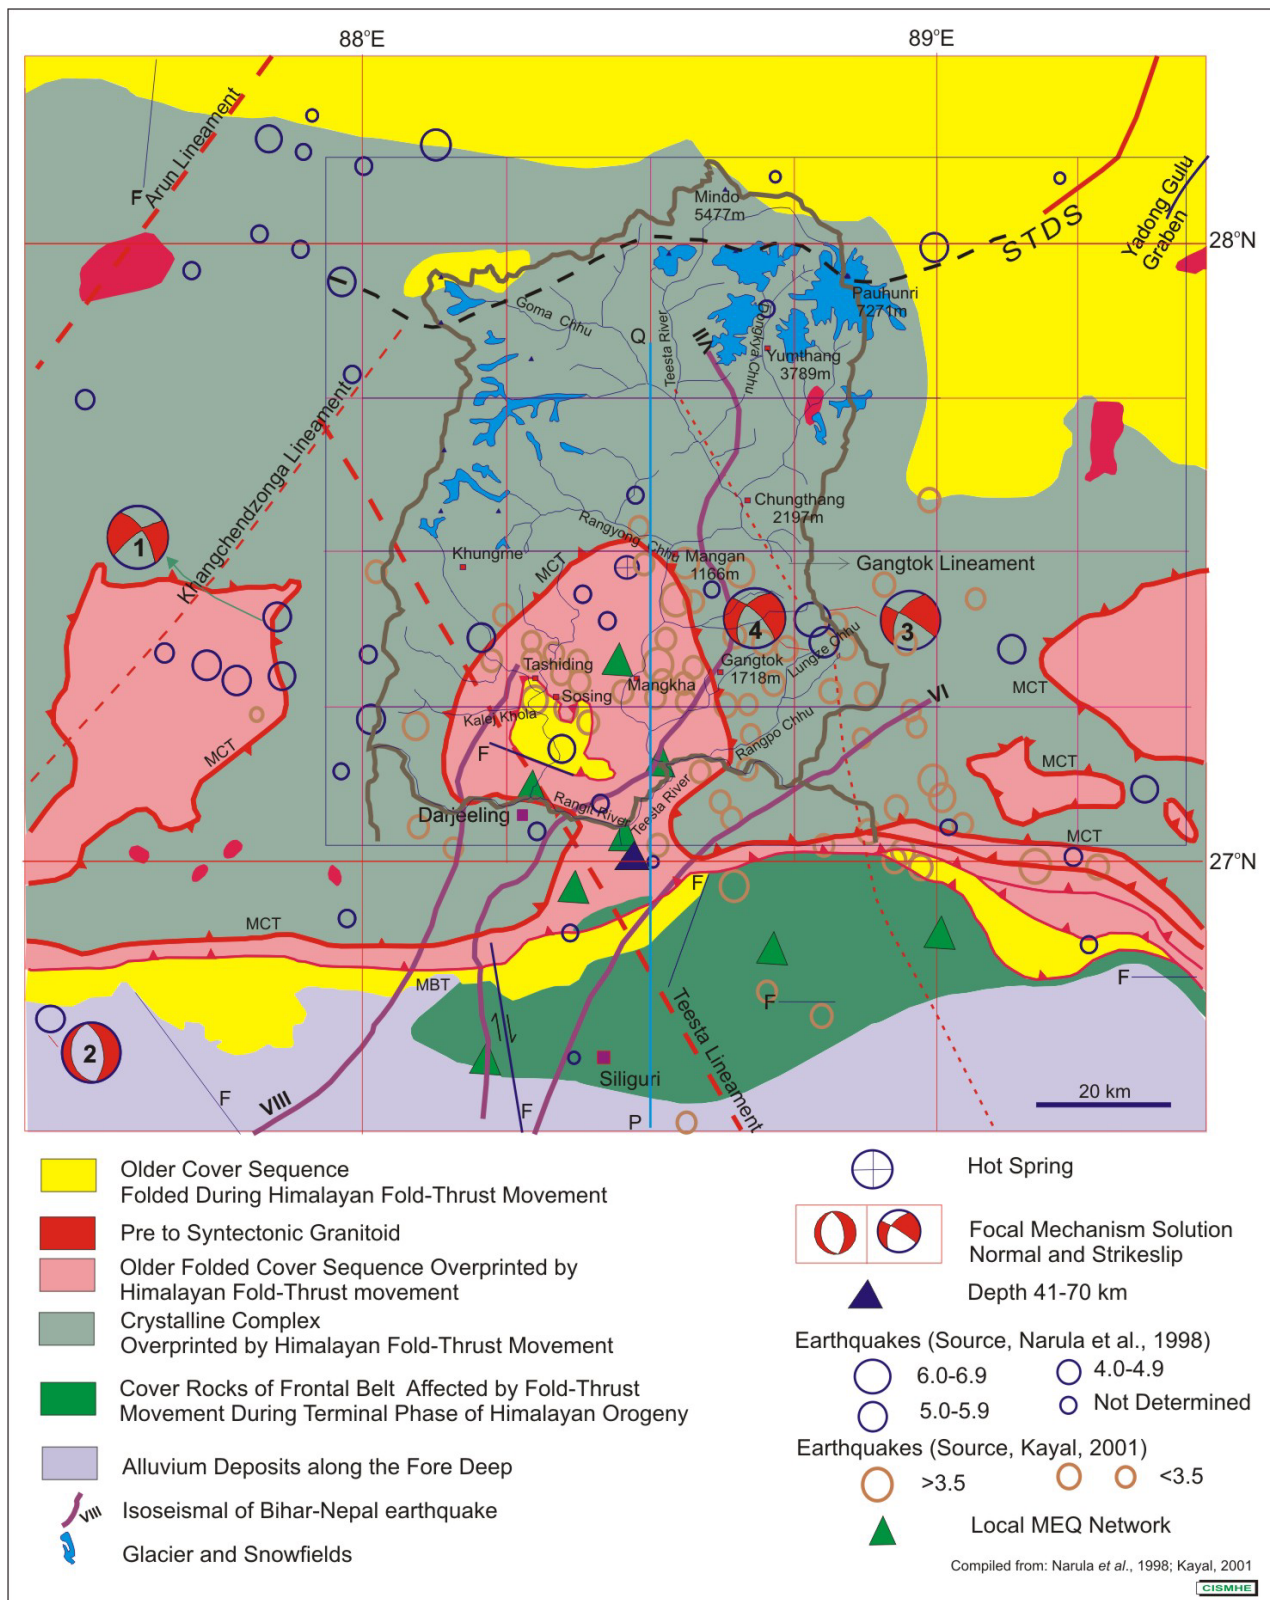 88°E
89°E
Arun Lineament
F
Mindo
5477m
STDS
Yadong Gulu
Graben
28°N
Pauhunri
7271m
Goma Chhu
Q
Teesta River
VII
Dongkya Chhu
Yumthang
3789m
Khangchendzonga Lineament
Chungthang
2197m
1
Rangyong Chhu
Khungme
MCT
Mangan
1166m
Gangtok Lineament
4
3
Tashiding
Gangtok
1718m
Lungze Chhu
Sosing
Mangkha
MCT
VI
Kalej Khola
MCT
F
Rangpo Chhu
MCT
Rangit River
Teesta River
Darjeeling
MCT
27°N
F
MCT
MBT
F
F
Teesta Lineament
2
Siliguri
20 km
F
VIII
F
P
Older Cover Sequence
Folded During Himalayan Fold-Thrust Movement
Pre to Syntectonic Granitoid
Older Folded Cover Sequence Overprinted by
Himalayan Fold-Thrust movement
Crystalline Complex
Overprinted by Himalayan Fold-Thrust Movement
Cover Rocks of Frontal Belt Affected by Fold-Thrust
Movement During Terminal Phase of Himalayan Orogeny
Alluvium Deposits along the Fore Deep
VIII
Isoseismal of Bihar-Nepal earthquake
Glacier and Snowfields
Hot Spring
Focal Mechanism Solution
Normal and Strikeslip
Depth 41-70 km
Earthquakes (Source, Narula et al., 1998)
6.0-6.9
4.0-4.9
5.0-5.9
Not Determined
Earthquakes (Source, Kayal, 2001)
>3.5
<3.5
Local MEQ Network
Compiled from: Narula et al., 1998; Kayal, 2001
CISMHE